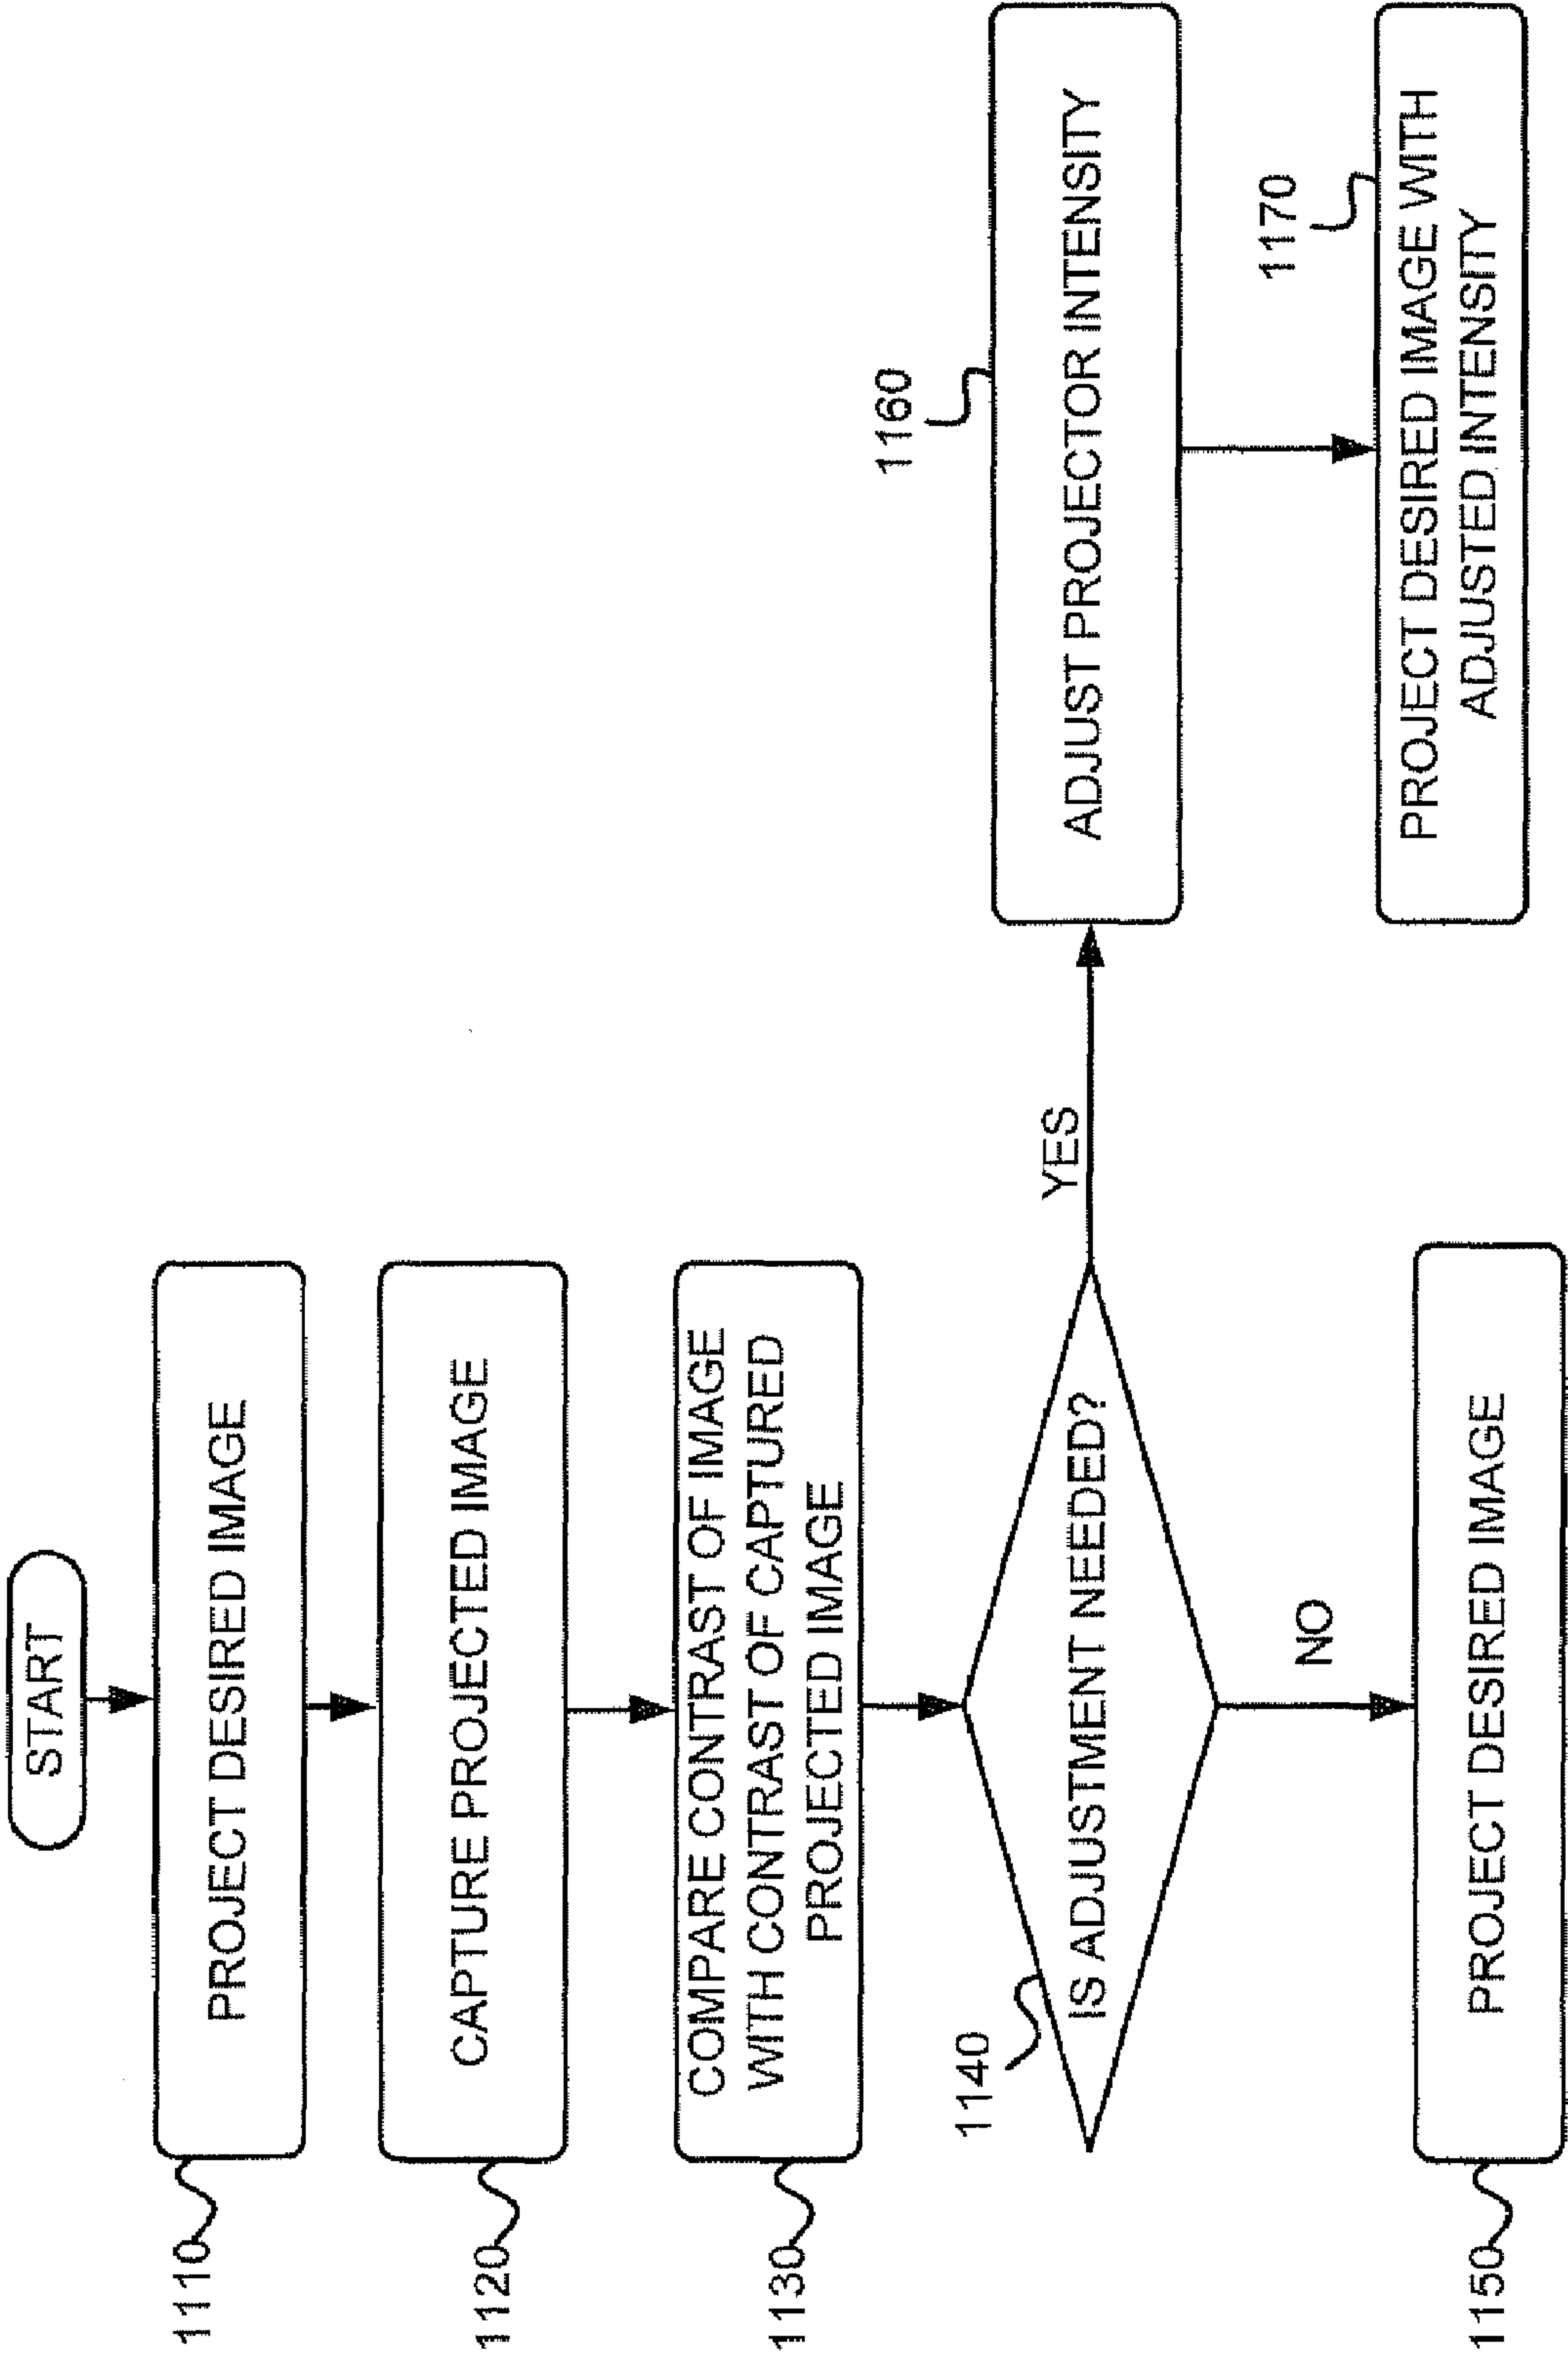 START
1110
PROJECT DESIRED IMAGE
1120
CAPTURE PROJECTED IMAGE
1130
COMPARE CONTRAST OF IMAGE
WITH CONTRAST OF CAPTURED
PROJECTED IMAGE
1140
IS ADJUSTMENT NEEDED?
YES
NO
1150
PROJECT DESIRED IMAGE
1160
ADJUST PROJECTOR INTENSITY
1170
PROJECT DESIRED IMAGE WITH
ADJUSTED INTENSITY